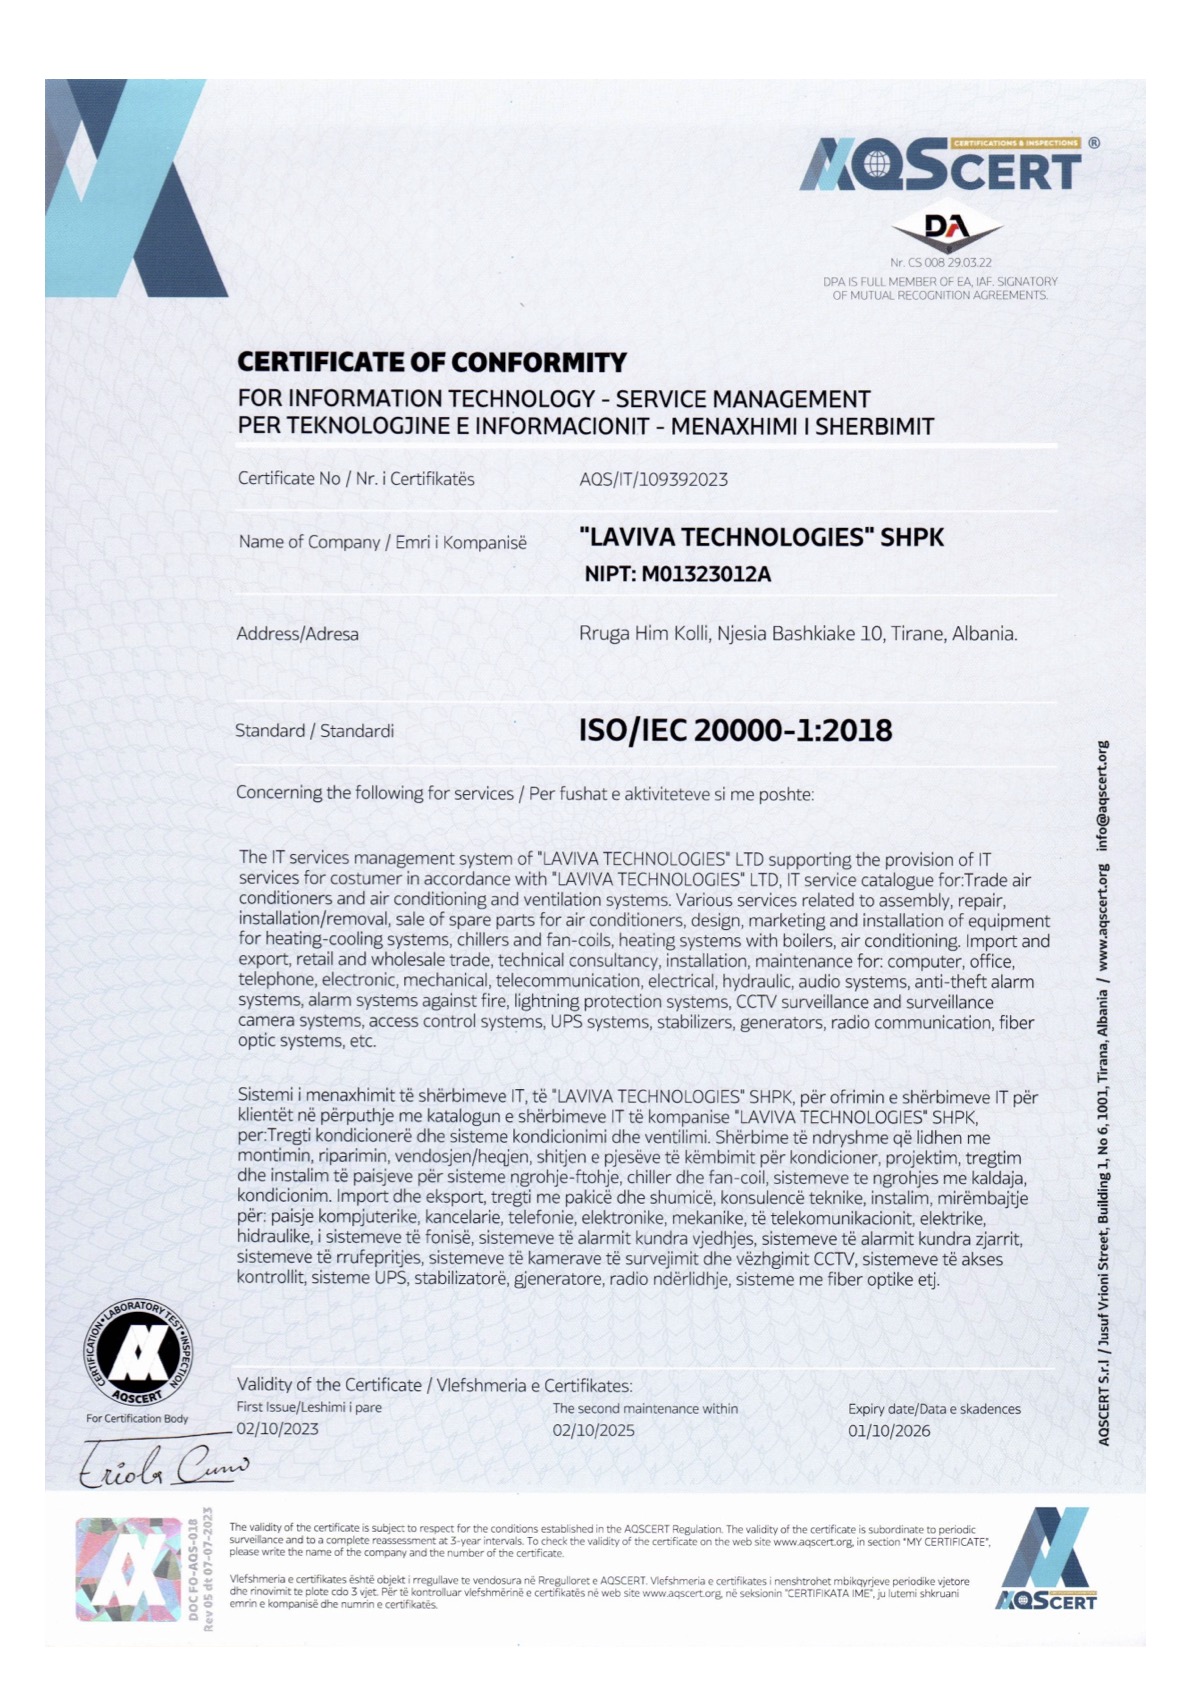 AQSCERT ®
CERTIFICATIONS & INSPECTIONS
DA
Nr. CS 008 29.03.22
DPA IS FULL MEMBER OF EA, IAF. SIGNATORY
OF MUTUAL RECOGNITION AGREEMENTS.
CERTIFICATE OF CONFORMITY
FOR INFORMATION TECHNOLOGY - SERVICE MANAGEMENT
PER TEKNOLOGJINE E INFORMACIONIT - MENAXHIMI I SHERBIMIT
Certificate No / Nr. i Certifikatës AQS/IT/109392023
Name of Company / Emri i Kompanisë "LAVIVA TECHNOLOGIES" SHPK
NIPT: M01323012A
Address/Adresa Rruga Him Kolli, Njesia Bashkiake 10, Tirane, Albania.
Standard / Standardi ISO/IEC 20000-1:2018
Concerning the following for services / Per fushat e aktiviteteve si me poshte:
The IT services management system of "LAVIVA TECHNOLOGIES" LTD supporting the provision of IT
services for costumer in accordance with "LAVIVA TECHNOLOGIES" LTD, IT service catalogue for:Trade air
conditioners and air conditioning and ventilation systems. Various services related to assembly, repair,
installation/removal, sale of spare parts for air conditioners, design, marketing and installation of equipment
for heating-cooling systems, chillers and fan-coils, heating systems with boilers, air conditioning. Import and
export, retail and wholesale trade, technical consultancy, installation, maintenance for: computer, office,
telephone, electronic, mechanical, telecommunication, electrical, hydraulic, audio systems, anti-theft alarm
systems, alarm systems against fire, lightning protection systems, CCTV surveillance and surveillance
camera systems, access control systems, UPS systems, stabilizers, generators, radio communication, fiber
optic systems, etc.
Sistemi i menaxhimit të shërbimeve IT, të "LAVIVA TECHNOLOGIES" SHPK, për ofrimin e shërbimeve IT për
klientët në përputhje me katalogun e shërbimeve IT të kompanise "LAVIVA TECHNOLOGIES" SHPK,
per:Tregti kondicionerë dhe sisteme kondicionimi dhe ventilimi. Shërbime të ndryshme që lidhen me
montimin, riparimin, vendosjen/heqjen, shitjen e pjesëve të këmbimit për kondicioner, projektim, tregtim
dhe instalim të paisjeve për sisteme ngrohje-ftohje, chiller dhe fan-coil, sistemeve te ngrohjes me kaldaja,
kondicionim. Import dhe eksport, tregti me pakicë dhe shumicë, konsulencë teknike, instalim, mirëmbajtje
për: paisje kompjuterike, kancelarie, telefonie, elektronike, mekanike, të telekomunikacionit, elektrike,
hidraulike, i sistemeve të fonisë, sistemeve të alarmit kundra vjedhjes, sistemeve të alarmit kundra zjarrit,
sistemeve të rrufepritjes, sistemeve të kamerave të survejimit dhe vëzhgimit CCTV, sistemeve të akses
kontrollit, sisteme UPS, stabilizatorë, gjeneratore, radio ndërlidhje, sisteme me fiber optike etj.
AQSCERT S.r.l / Jusuf Vrioni Street, Building 1, No 6, 1001, Tirana, Albania / www.aqscert.org info@aqscert.org
CERTIFICATION • LABORATORY TEST • INSPECTION
AQSCERT
For Certification Body
Eriola Cuno
Validity of the Certificate / Vlefshmeria e Certifikates:
First Issue/Leshimi i pare The second maintenance within Expiry date/Data e skadences
02/10/2023 02/10/2025 01/10/2026
DOC FO-AQS-018
Rev 05 dt 07-07-2023
The validity of the certificate is subject to respect for the conditions established in the AQSCERT Regulation. The validity of the certificate is subordinate to periodic
surveillance and to a complete reassessment at 3-year intervals. To check the validity of the certificate on the web site www.aqscert.org, in section "MY CERTIFICATE",
please write the name of the company and the number of the certificate.
Vlefshmeria e certifikates është objekt i rregullave te vendosura në Rregulloret e AQSCERT. Vlefshmeria e certifikates i nenshtrohet mbikqyrjeve periodike vjetore
dhe rinovimit te plote cdo 3 vjet. Për të kontrolluar vlefshmërinë e certifikatës në web site www.aqscert.org, në seksionin "CERTIFIKATA IME", ju lutemi shkruani
emrin e kompanisë dhe numrin e certifikatës.
AQSCERT